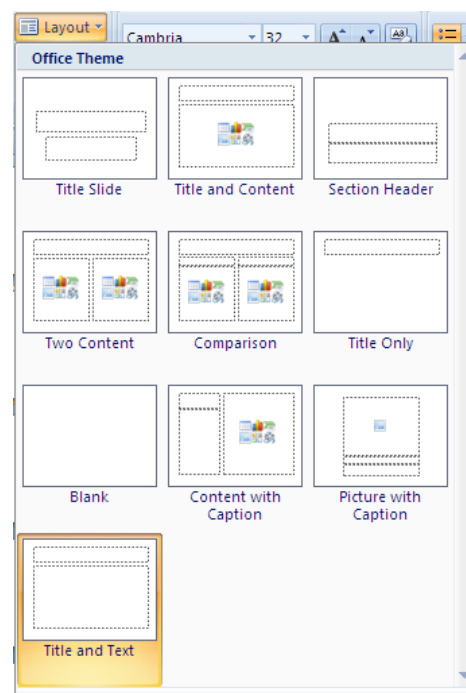 Layout
Cambria 32 A A Aa
Office Theme
Title Slide Title and Content Section Header
Two Content Comparison Title Only
Blank Content with Caption Picture with Caption
Title and Text